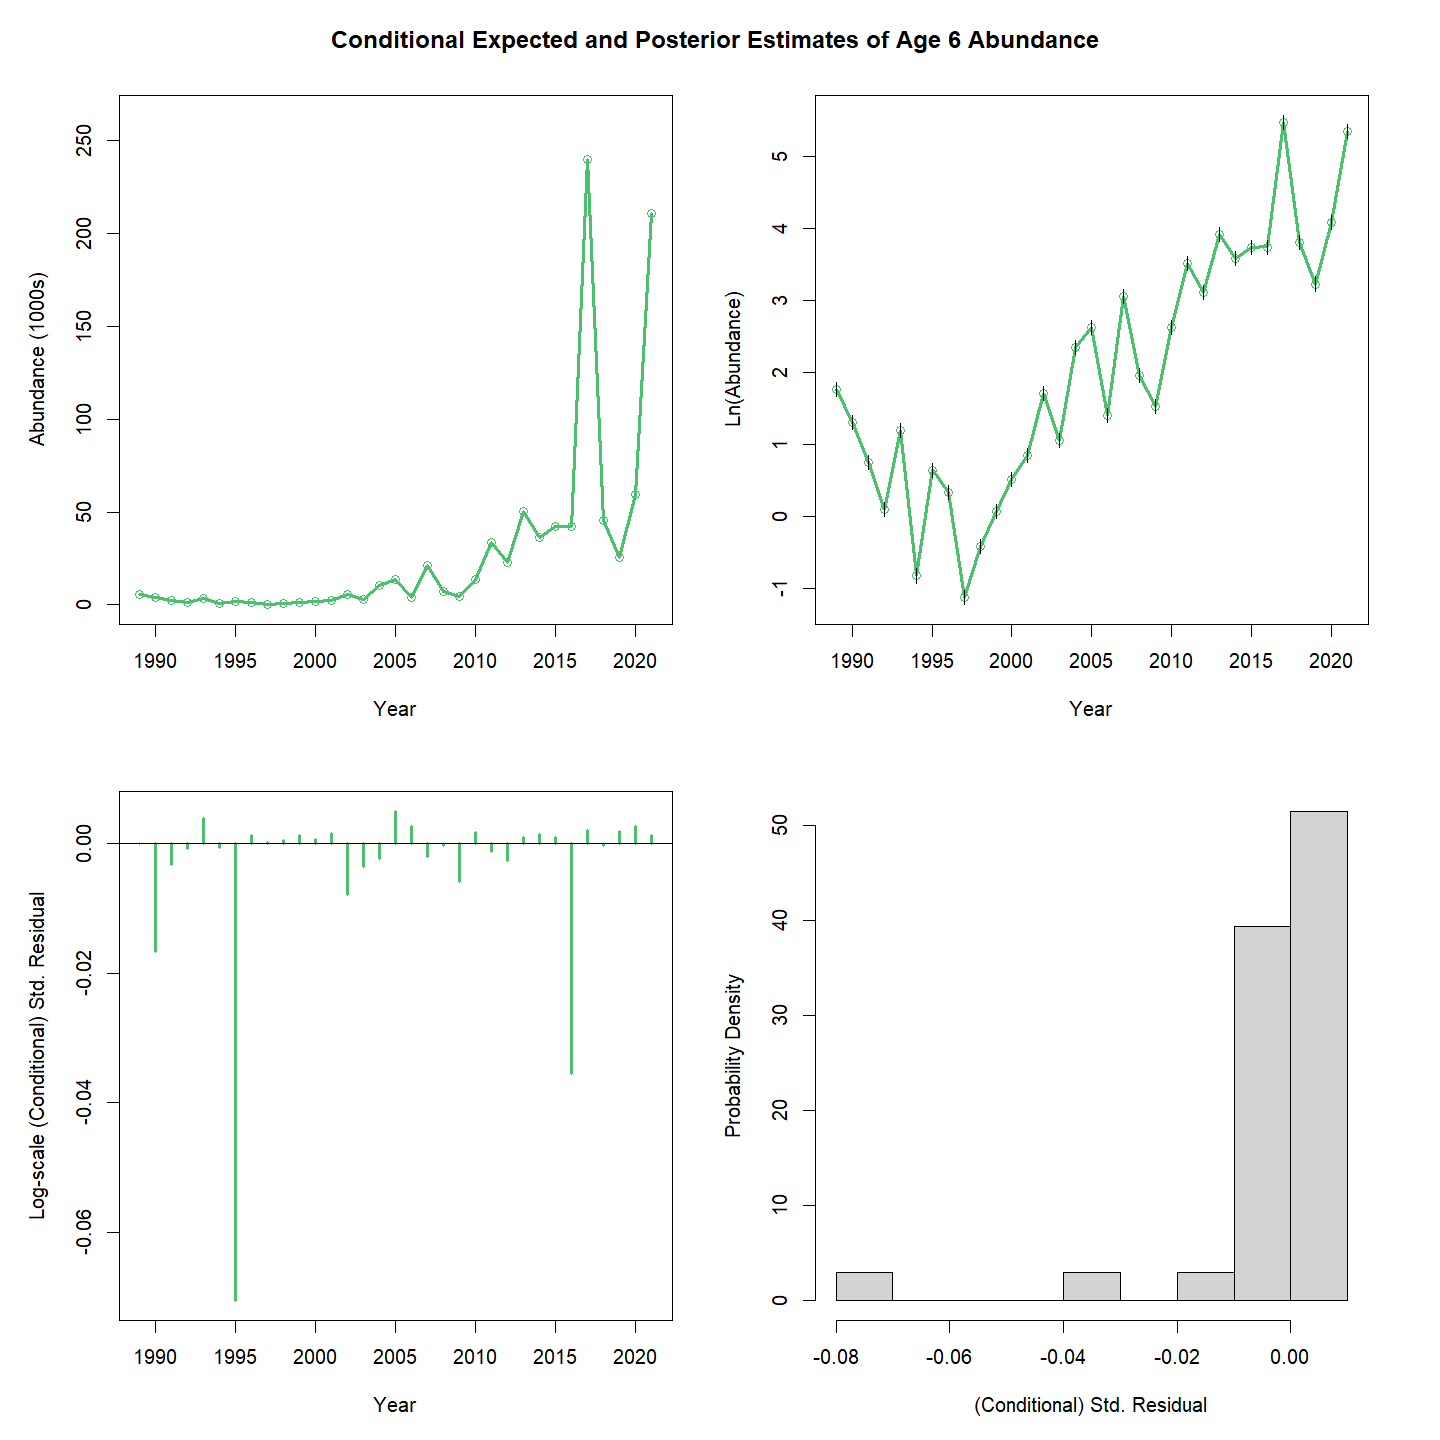 Conditional Expected and Posterior Estimates of Age 6 Abundance
Abundance (1000s)
250
200
150
100
50
0
1990 1995 2000 2005 2010 2015 2020
Year
Ln(Abundance)
5
4
3
2
1
0
-1
1990 1995 2000 2005 2010 2015 2020
Year
Log-scale (Conditional) Std. Residual
0.00
-0.02
-0.04
-0.06
1990 1995 2000 2005 2010 2015 2020
Year
Probability Density
50
40
30
20
10
0
-0.08 -0.06 -0.04 -0.02 0.00
(Conditional) Std. Residual